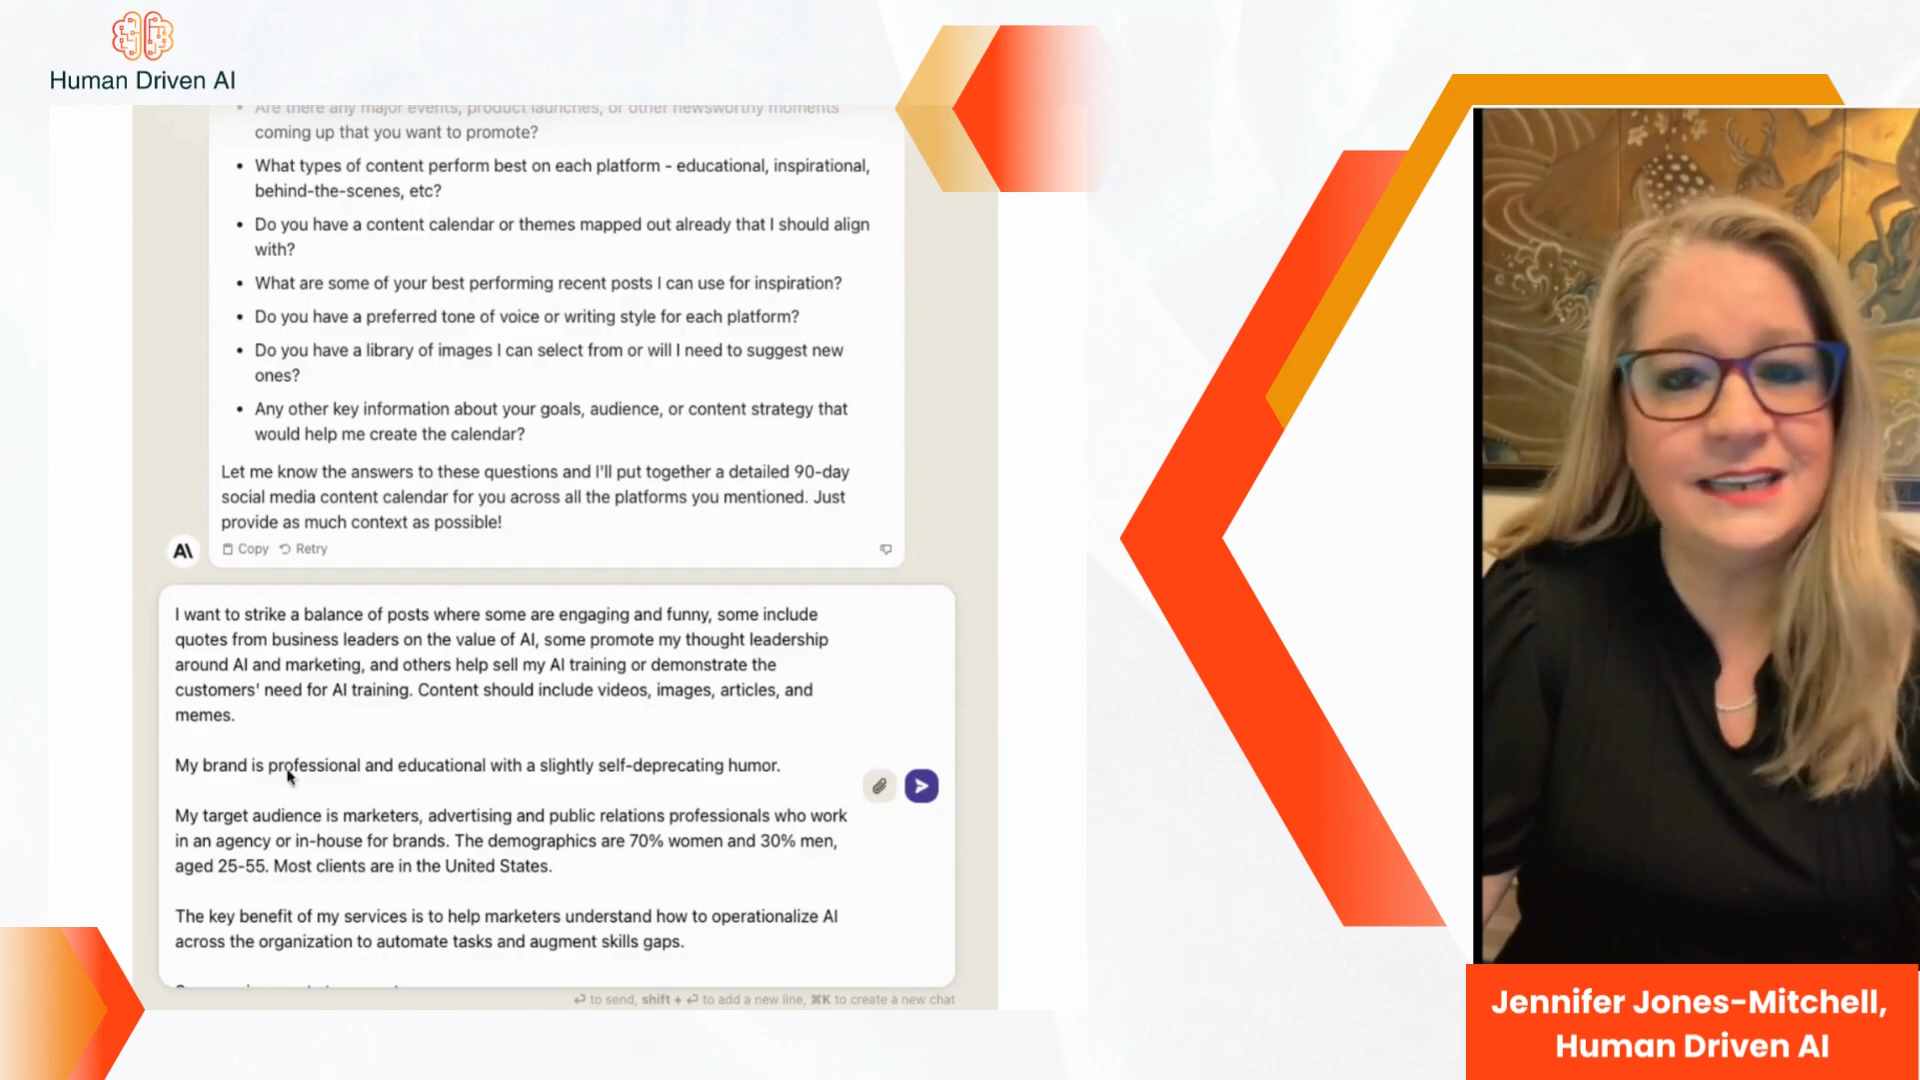 Human Driven AI
• Are there any major events, product launches, or other newsworthy moments
coming up that you want to promote?
• What types of content perform best on each platform - educational, inspirational,
behind-the-scenes, etc?
• Do you have a content calendar or themes mapped out already that I should align
with?
• What are some of your best performing recent posts I can use for inspiration?
• Do you have a preferred tone of voice or writing style for each platform?
• Do you have a library of images I can select from or will I need to suggest new
ones?
• Any other key information about your goals, audience, or content strategy that
would help me create the calendar?
Let me know the answers to these questions and I'll put together a detailed 90-day
social media content calendar for you across all the platforms you mentioned. Just
provide as much context as possible!
A\
Copy Retry
I want to strike a balance of posts where some are engaging and funny, some include
quotes from business leaders on the value of AI, some promote my thought leadership
around AI and marketing, and others help sell my AI training or demonstrate the
customers' need for AI training. Content should include videos, images, articles, and
memes.
My brand is professional and educational with a slightly self-deprecating humor.
My target audience is marketers, advertising and public relations professionals who work
in an agency or in-house for brands. The demographics are 70% women and 30% men,
aged 25-55. Most clients are in the United States.
The key benefit of my services is to help marketers understand how to operationalize AI
across the organization to automate tasks and augment skills gaps.
⏎ to send, shift + ⏎ to add a new line, ⌘K to create a new chat
Jennifer Jones-Mitchell,
Human Driven AI